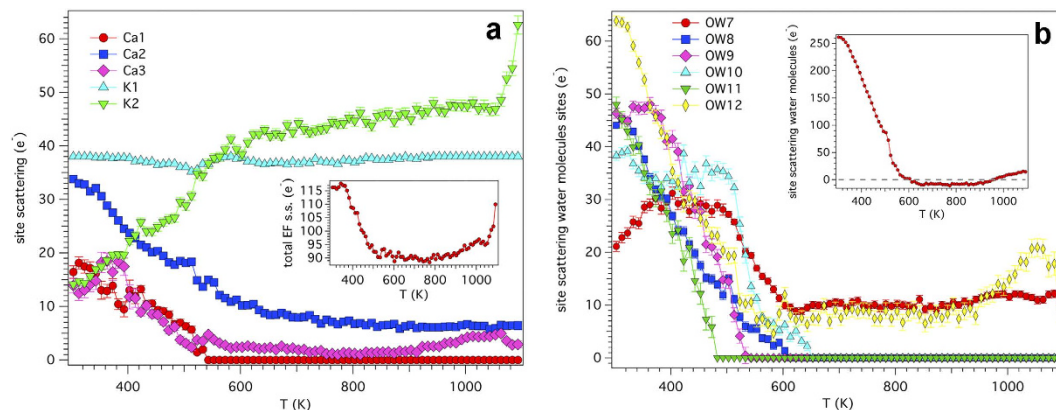 a
Ca1
Ca2
Ca3
K1
K2
site scattering (e-)
60
50
40
30
20
10
0
400
600
800
1000
T (K)
total EF s.s. (e-)
115
110
105
100
95
90
400
600
800
1000
T (K)
b
OW7
OW8
OW9
OW10
OW11
OW12
site scattering water molecules sites (e-)
60
50
40
30
20
10
0
400
600
800
1000
T (K)
site scattering water molecules (e-)
250
200
150
100
50
0
400
600
800
1000
T (K)